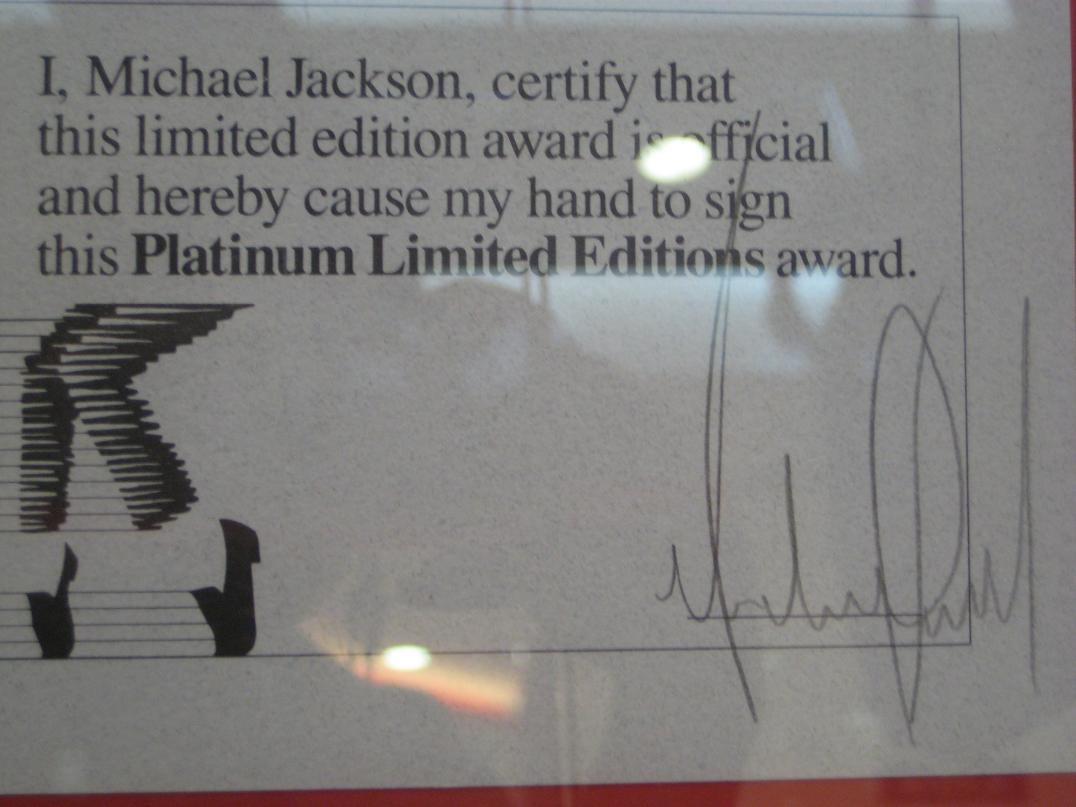 I, Michael Jackson, certify that
this limited edition award is official
and hereby cause my hand to sign
this Platinum Limited Editions award.